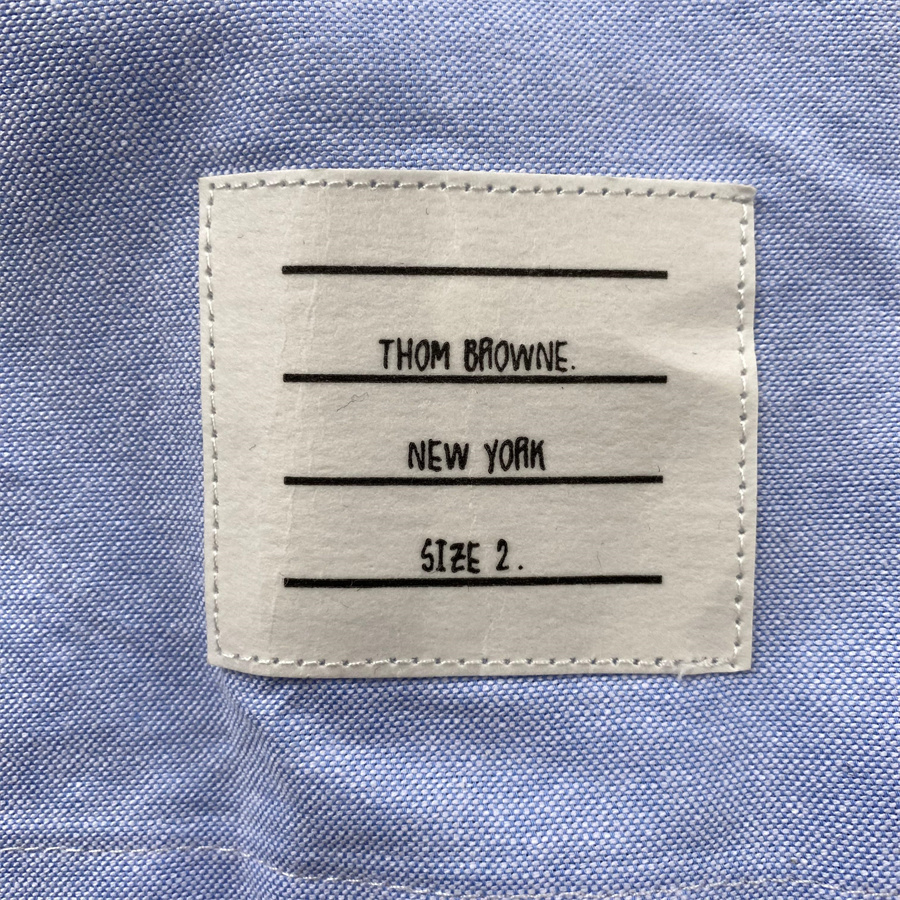 THOM BROWNE.
NEW YORK
SIZE 2.